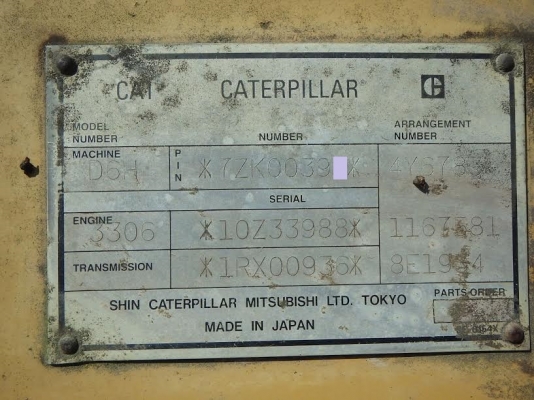 CAT CATERPILLAR
MODEL NUMBER NUMBER ARRANGEMENT NUMBER
MACHINE D6H PIN *7ZK0039 *
SERIAL
ENGINE 3306 *10Z33988*
TRANSMISSION *1RX00936*
SHIN CATERPILLAR MITSUBISHI LTD. TOKYO PARTS ORDER
MADE IN JAPAN